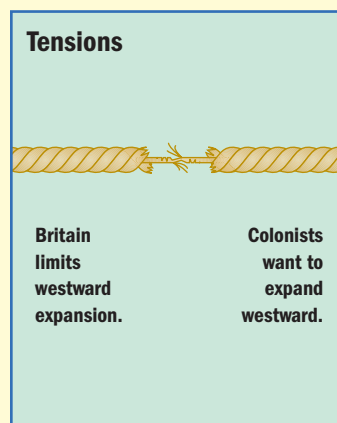 Tensions
Britain
limits
westward
expansion.
Colonists
want to
expand
westward.